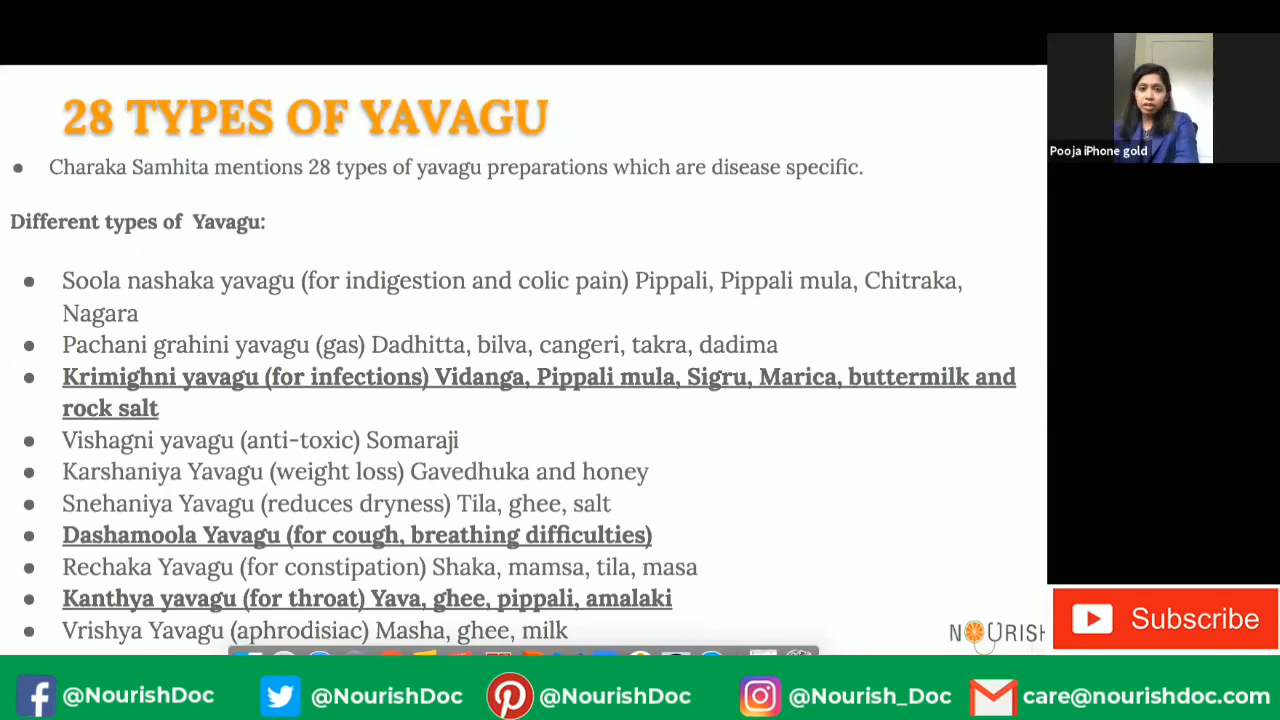 28 TYPES OF YAVAGU
Charaka Samhita mentions 28 types of yavagu preparations which are disease specific.
Different types of Yavagu:
Soola nashaka yavagu (for indigestion and colic pain) Pippali, Pippali mula, Chitraka,
Nagara
Pachani grahini yavagu (gas) Dadhitta, bilva, cangeri, takra, dadima
Krimighni yavagu (for infections) Vidanga, Pippali mula, Sigru, Marica, buttermilk and
rock salt
Vishagni yavagu (anti-toxic) Somaraji
Karshaniya Yavagu (weight loss) Gavedhuka and honey
Snehaniya Yavagu (reduces dryness) Tila, ghee, salt
Dashamoola Yavagu (for cough, breathing difficulties)
Rechaka Yavagu (for constipation) Shaka, mamsa, tila, masa
Kanthya yavagu (for throat) Yava, ghee, pippali, amalaki
Vrishya Yavagu (aphrodisiac) Masha, ghee, milk
Pooja iPhone gold
NOURISH
Subscribe
@NourishDoc @NourishDoc @NourishDoc @Nourish_Doc care@nourishdoc.com